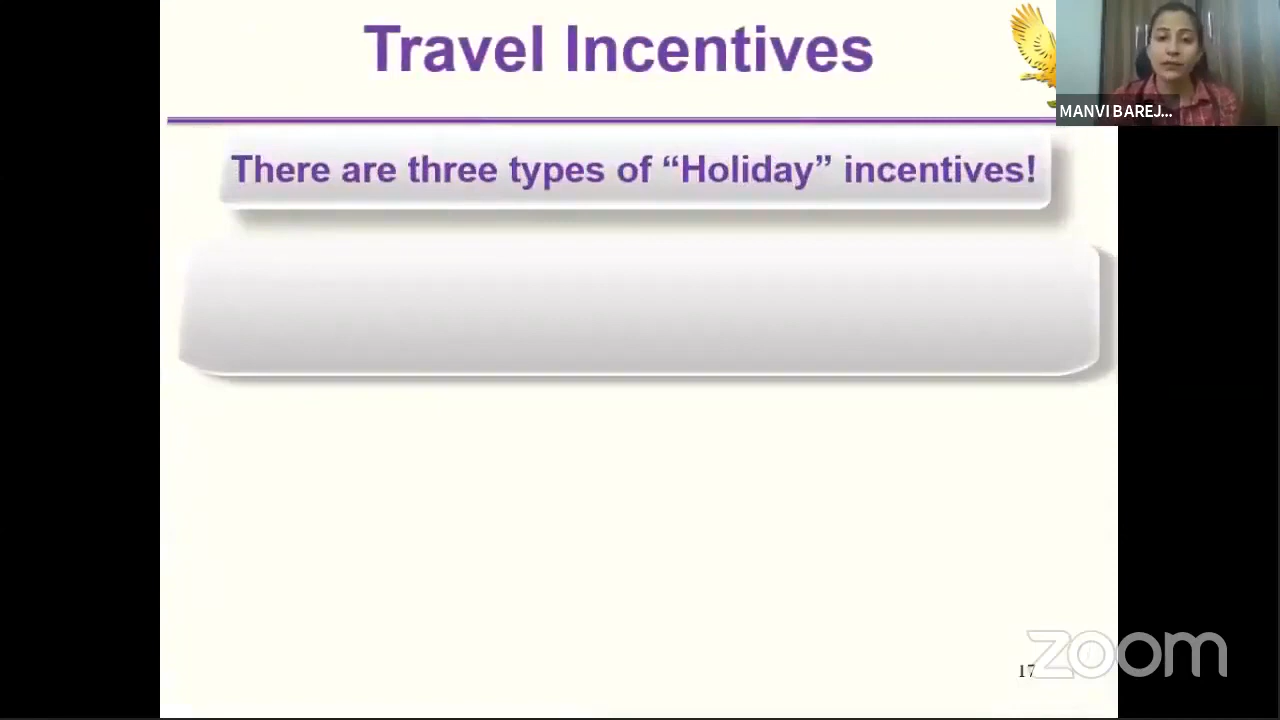 Travel Incentives
MANVI BAREJ...
There are three types of “Holiday” incentives!
17
zoom